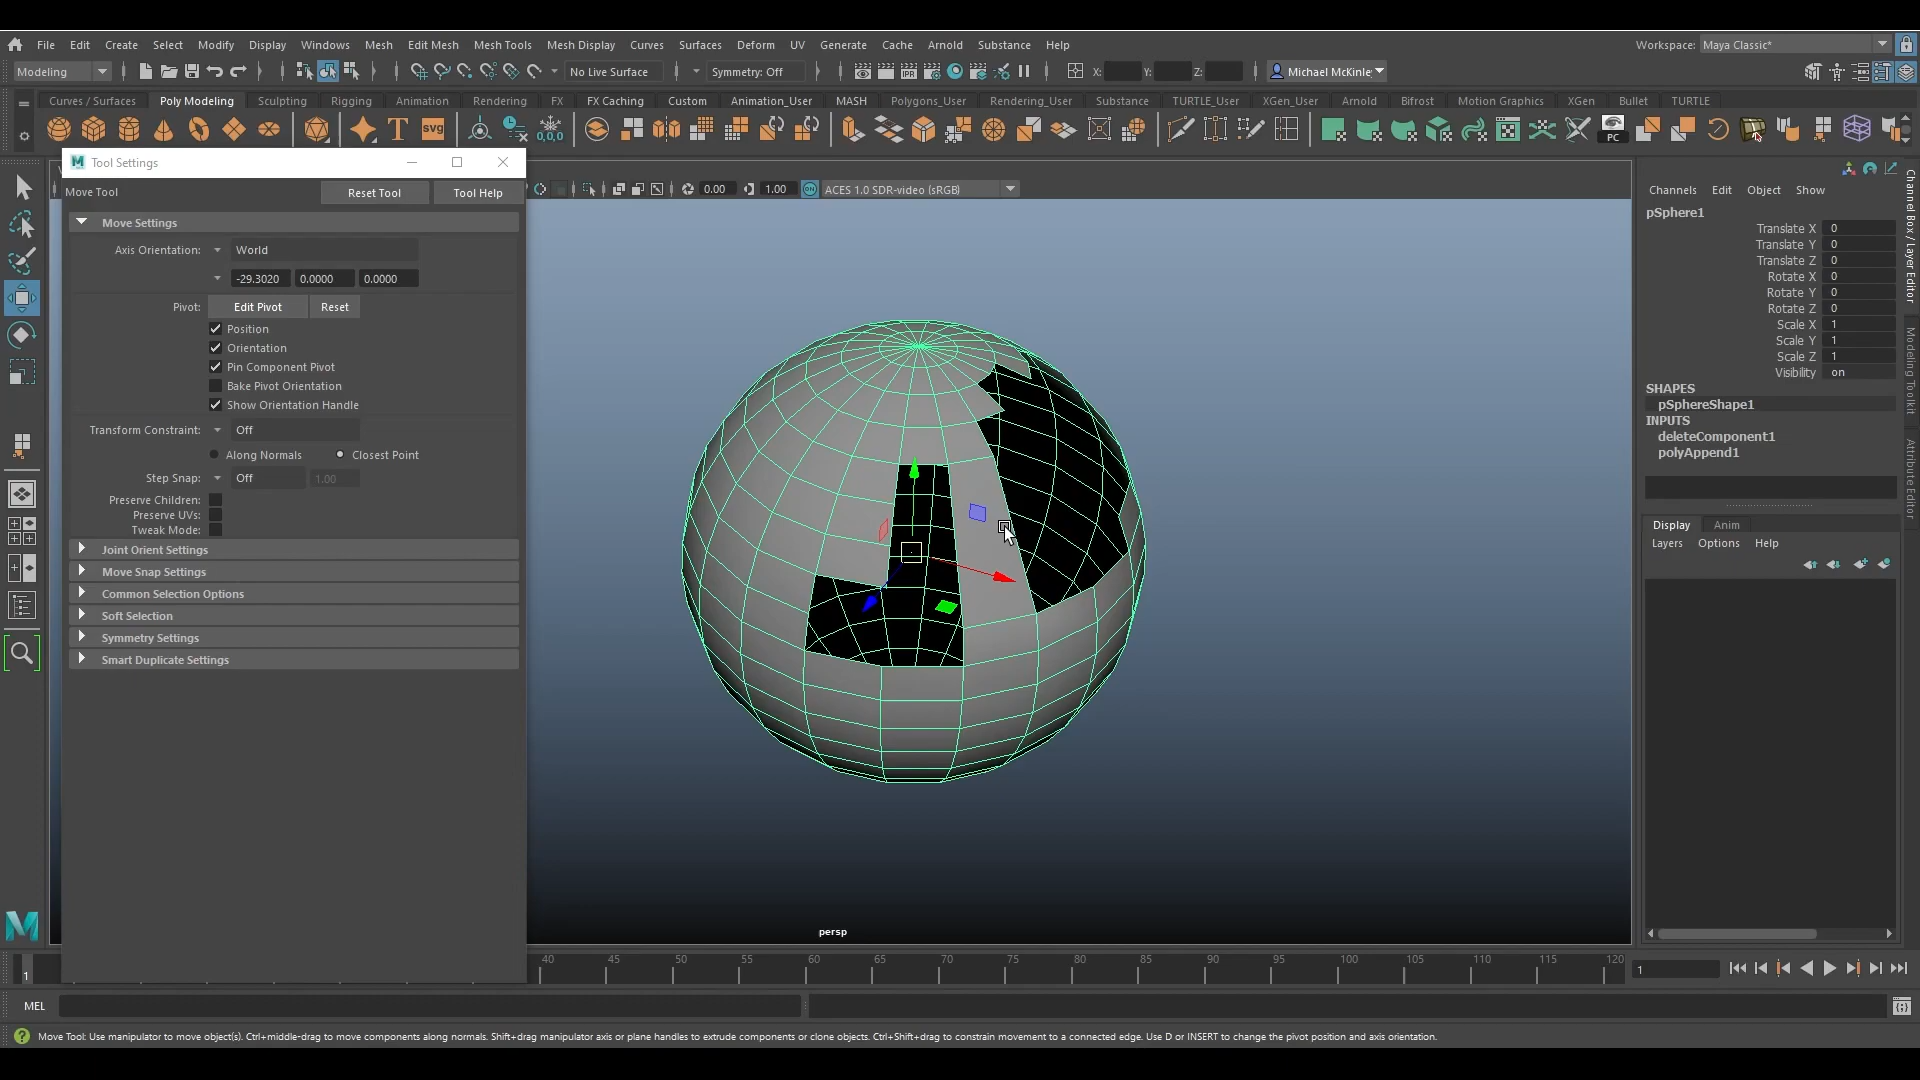 File Edit Create Select Modify Display Windows Mesh Edit Mesh Mesh Tools Mesh Display Curves Surfaces Deform UV Generate Cache Arnold Substance Help
Workspace: Maya Classic*
Modeling
No Live Surface
Symmetry: Off
X: Y: Z:
Michael McKinle
Curves / Surfaces Poly Modeling Sculpting Rigging Animation Rendering FX FX Caching Custom Animation_User MASH Polygons_User Rendering_User Substance TURTLE_User XGen_User Arnold Bifrost Motion Graphics XGen Bullet TURTLE
T svg 0,0,0 PC
IPR
Tool Settings
Move Tool
Reset Tool
Tool Help
0.00 1.00 ON ACES 1.0 SDR-video (sRGB)
Move Settings
Axis Orientation: World
-29.3020 0.0000 0.0000
Pivot: Edit Pivot Reset
Position
Orientation
Pin Component Pivot
Bake Pivot Orientation
Show Orientation Handle
Transform Constraint: Off
Along Normals Closest Point
Step Snap: Off 1.00
Preserve Children:
Preserve UVs:
Tweak Mode:
Joint Orient Settings
Move Snap Settings
Common Selection Options
Soft Selection
Symmetry Settings
Smart Duplicate Settings
persp
Channels Edit Object Show
pSphere1
Translate X 0
Translate Y 0
Translate Z 0
Rotate X 0
Rotate Y 0
Rotate Z 0
Scale X 1
Scale Y 1
Scale Z 1
Visibility on
SHAPES
pSphereShape1
INPUTS
deleteComponent1
polyAppend1
Display Anim
Layers Options Help
Channel Box / Layer Editor
Modeling Toolkit
Attribute Editor
1 40 45 50 55 60 65 70 75 80 85 90 95 100 105 110 115 120
1
MEL
Move Tool: Use manipulator to move object(s). Ctrl+middle-drag to move components along normals. Shift+drag manipulator axis or plane handles to extrude components or clone objects. Ctrl+Shift+drag to constrain movement to a connected edge. Use D or INSERT to change the pivot position and axis orientation.